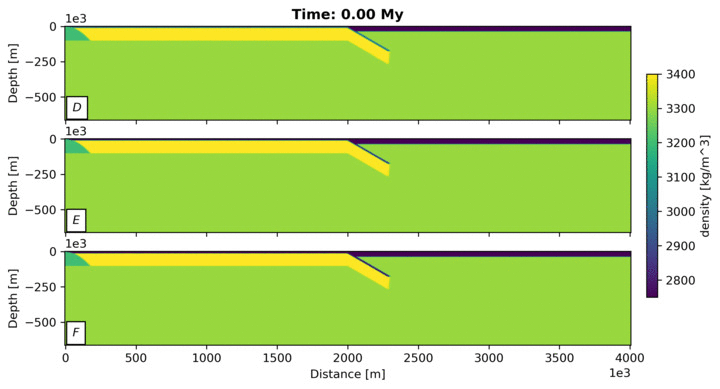 Time: 0.00 My
1e3
0
−250
−500
Depth [m]
D
1e3
0
−250
−500
Depth [m]
E
1e3
0
−250
−500
Depth [m]
F
0 500 1000 1500 2000 2500 3000 3500 4000
1e3
Distance [m]
3400
3300
3200
3100
3000
2900
2800
density [kg/m^3]